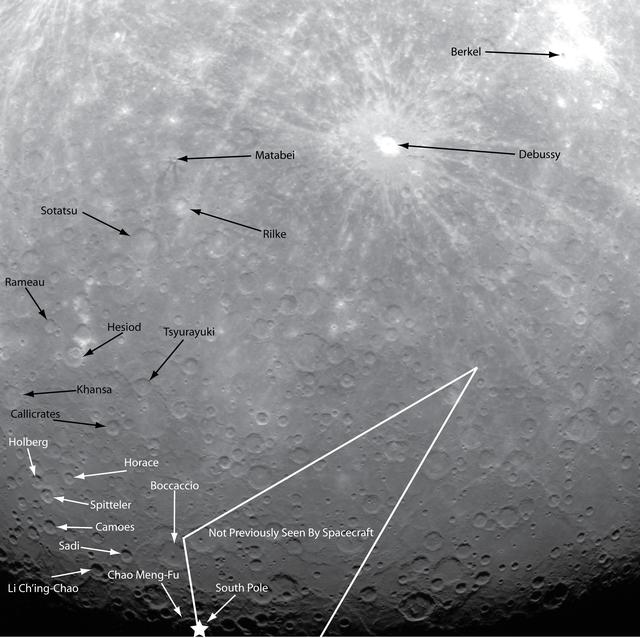 Berkel
Debussy
Matabei
Sotatsu
Rilke
Rameau
Hesiod
Tsyurayuki
Khansa
Callicrates
Holberg
Horace
Boccaccio
Spitteler
Camoes
Not Previously Seen By Spacecraft
Sadi
Chao Meng-Fu
South Pole
Li Ch'ing-Chao